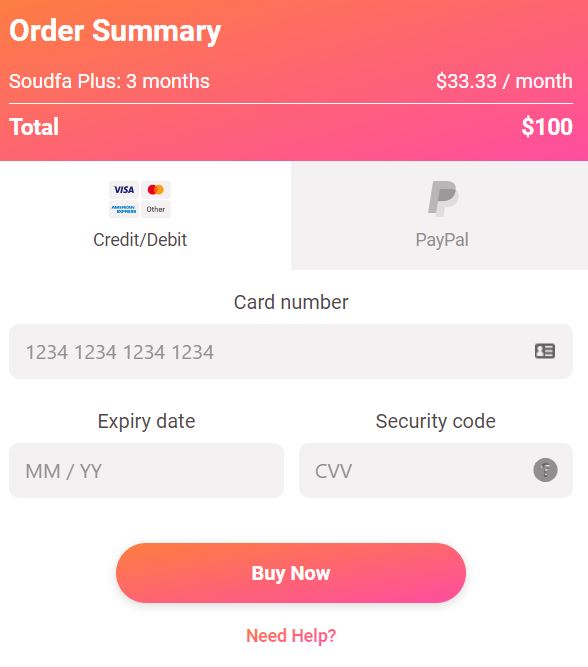 Order Summary
Soudfa Plus: 3 months $33.33 / month
Total $100
VISA
AMERICAN EXPRESS Other
Credit/Debit PayPal
Card number
1234 1234 1234 1234
Expiry date Security code
MM / YY CVV
?
Buy Now
Need Help?